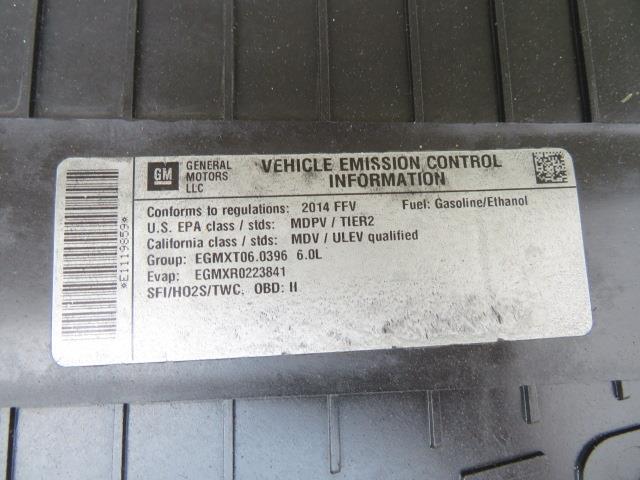 GM
GENERAL
MOTORS
LLC
VEHICLE EMISSION CONTROL
INFORMATION
Conforms to regulations: 2014 FFV Fuel: Gasoline/Ethanol
U.S. EPA class / stds: MDPV / TIER2
California class / stds: MDV / ULEV qualified
Group: EGMXT06.0396 6.0L
Evap: EGMXR0223841
SFI/HO2S/TWC, OBD: II
*E1119859*